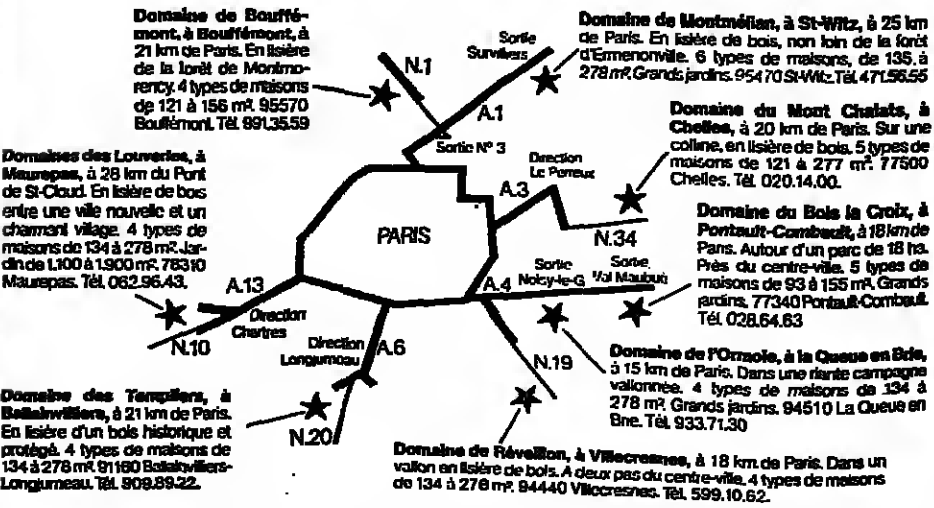 Domaine de Bouffé-
mont, à Bouffémont, à
21 km de Paris. En lisière
de la forêt de Montmo-
rency. 4 types de maisons
de 121 à 156 m². 95570
Bouffémont. Tél. 991.35.59
Domaine de Montmélian, à St-Witz, à 25 km
de Paris. En lisière de bois, non loin de la forêt
d'Ermenonville. 6 types de maisons, de 135 à
278 m². Grands jardins. 95470 St-Witz. Tél. 471.56.55
Sortie
Survilliers
N.1
A.1
Sortie N° 3
Domaine du Mont Chalats, à
Chelles, à 20 km de Paris. Sur une
colline, en lisière de bois. 5 types de
maisons de 121 à 277 m². 77500
Chelles. Tél. 020.14.00.
Domaines des Louveries, à
Maurepas, à 28 km du Pont
de St-Cloud. En lisière de bois
entre une ville nouvelle et un
charmant village. 4 types de
maisons de 134 à 278 m². Jar-
din de 1.100 à 1.900 m². 78310
Maurepas. Tél. 062.96.43.
Direction
Le Perreux
A.3
N.34
PARIS
Domaine du Bois la Croix, à
Pontault-Combault, à 18 km de
Paris. Autour d'un parc de 18 ha.
Près du centre-ville. 5 types de
maisons de 93 à 155 m². Grands
jardins. 77340 Pontault-Combault.
Tél. 028.64.63
Sortie
Noisy-le-G
Sortie
Val Maubué
A.4
A.13
Direction
Chartres
N.10
Direction
Longjumeau
A.6
N.20
N.19
Domaine de l'Ormoie, à la Queue en Brie,
à 15 km de Paris. Dans une riante campagne
vallonnée. 4 types de maisons de 134 à
278 m². Grands jardins. 94510 La Queue en
Brie. Tél. 933.71.30
Domaine des Templiers, à
Ballainvilliers, à 21 km de Paris.
En lisière d'un bois historique et
protégé. 4 types de maisons de
134 à 278 m². 91160 Ballainvilliers-
Longjumeau. Tél. 909.89.22.
Domaine de Réveillon, à Villecresnes, à 18 km de Paris. Dans un
vallon en lisière de bois. A deux pas du centre-ville. 4 types de maisons
de 134 à 278 m². 94440 Villecresnes. Tél. 599.10.62.